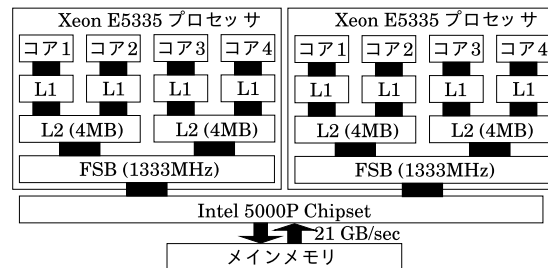 Xeon E5335 プロセッサ Xeon E5335 プロセッサ
コア1 コア2 コア3 コア4 コア1 コア2 コア3 コア4
L1 L1 L1 L1 L1 L1 L1 L1
L2 (4MB) L2 (4MB) L2 (4MB) L2 (4MB)
FSB (1333MHz) FSB (1333MHz)
Intel 5000P Chipset
21 GB/sec
メインメモリ